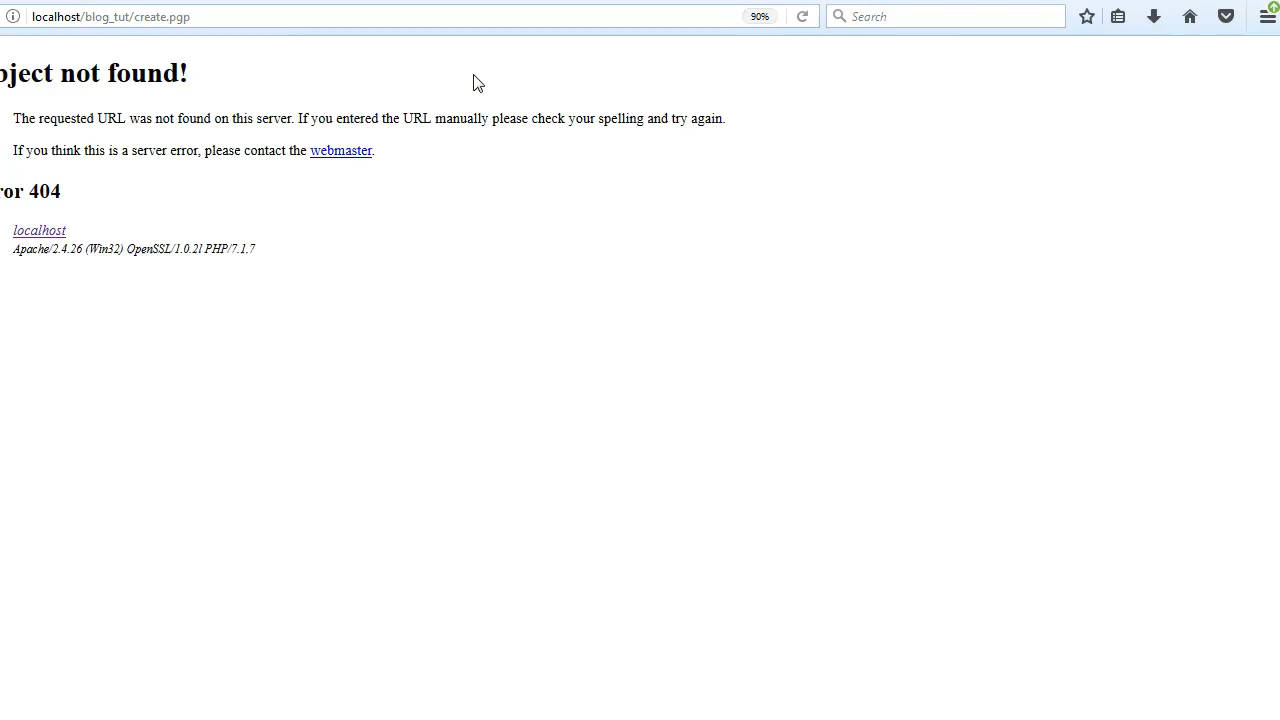 localhost/blog_tut/create.pgp
90%
Search
bject not found!
The requested URL was not found on this server. If you entered the URL manually please check your spelling and try again.
If you think this is a server error, please contact the webmaster.
ror 404
localhost
Apache/2.4.26 (Win32) OpenSSL/1.0.2l PHP/7.1.7